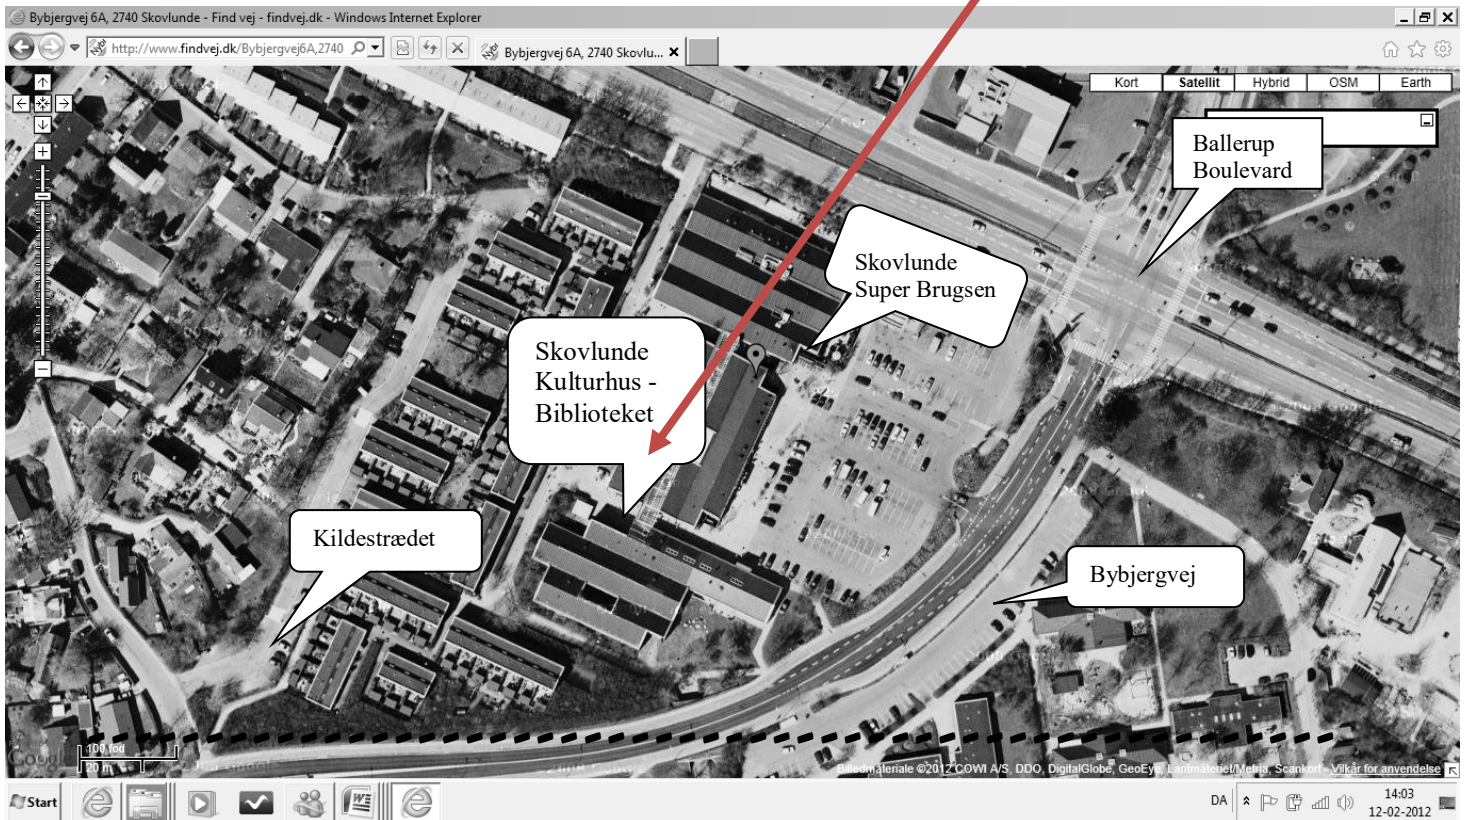 Bybjergvej 6A, 2740 Skovlunde - Find vej - findvej.dk - Windows Internet Explorer
http://www.findvej.dk/Bybjergvej6A,2740
Bybjergvej 6A, 2740 Skovlu...
Kort
Satellit
Hybrid
OSM
Earth
Ballerup
Boulevard
Skovlunde
Super Brugsen
Skovlunde
Kulturhus -
Biblioteket
Kildestrædet
Bybjergvej
100 fod
20 m
Billedmateriale ©2012 COWI A/S, DDO, DigitalGlobe, GeoEye, Lantmäteriet/Metria, Scankort - Vilkår for anvendelse
Start
DA
14:03
12-02-2012